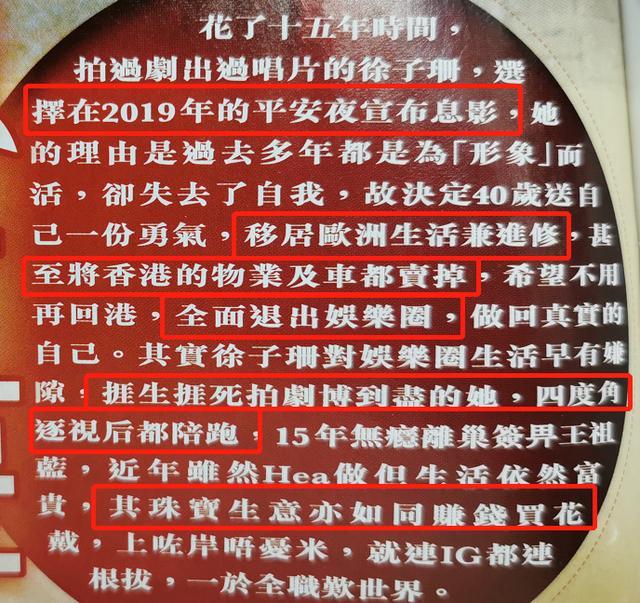 花了十五年時間，
拍過劇出過唱片的徐子珊，選
擇在2019年的平安夜宣布息影，她
的理由是過去多年都是為「形象」而
活，卻失去了自我，故決定40歲送自
己一份勇氣，移居歐洲生活兼進修，甚
至將香港的物業及車都賣掉，希望不用
再回港，全面退出娛樂圈，做回真實的
自己。其實徐子珊對娛樂圈生活早有嫌
隙，捱生捱死拍劇博到盡的她，四度角
逐視后都陪跑，15年無癮離巢簽畀王祖
藍，近年雖然Hea做但生活依然富
貴，其珠寶生意亦如同賺錢買花
戴，上咗岸唔憂米，就連IG都連
根拔，一於全職歎世界。